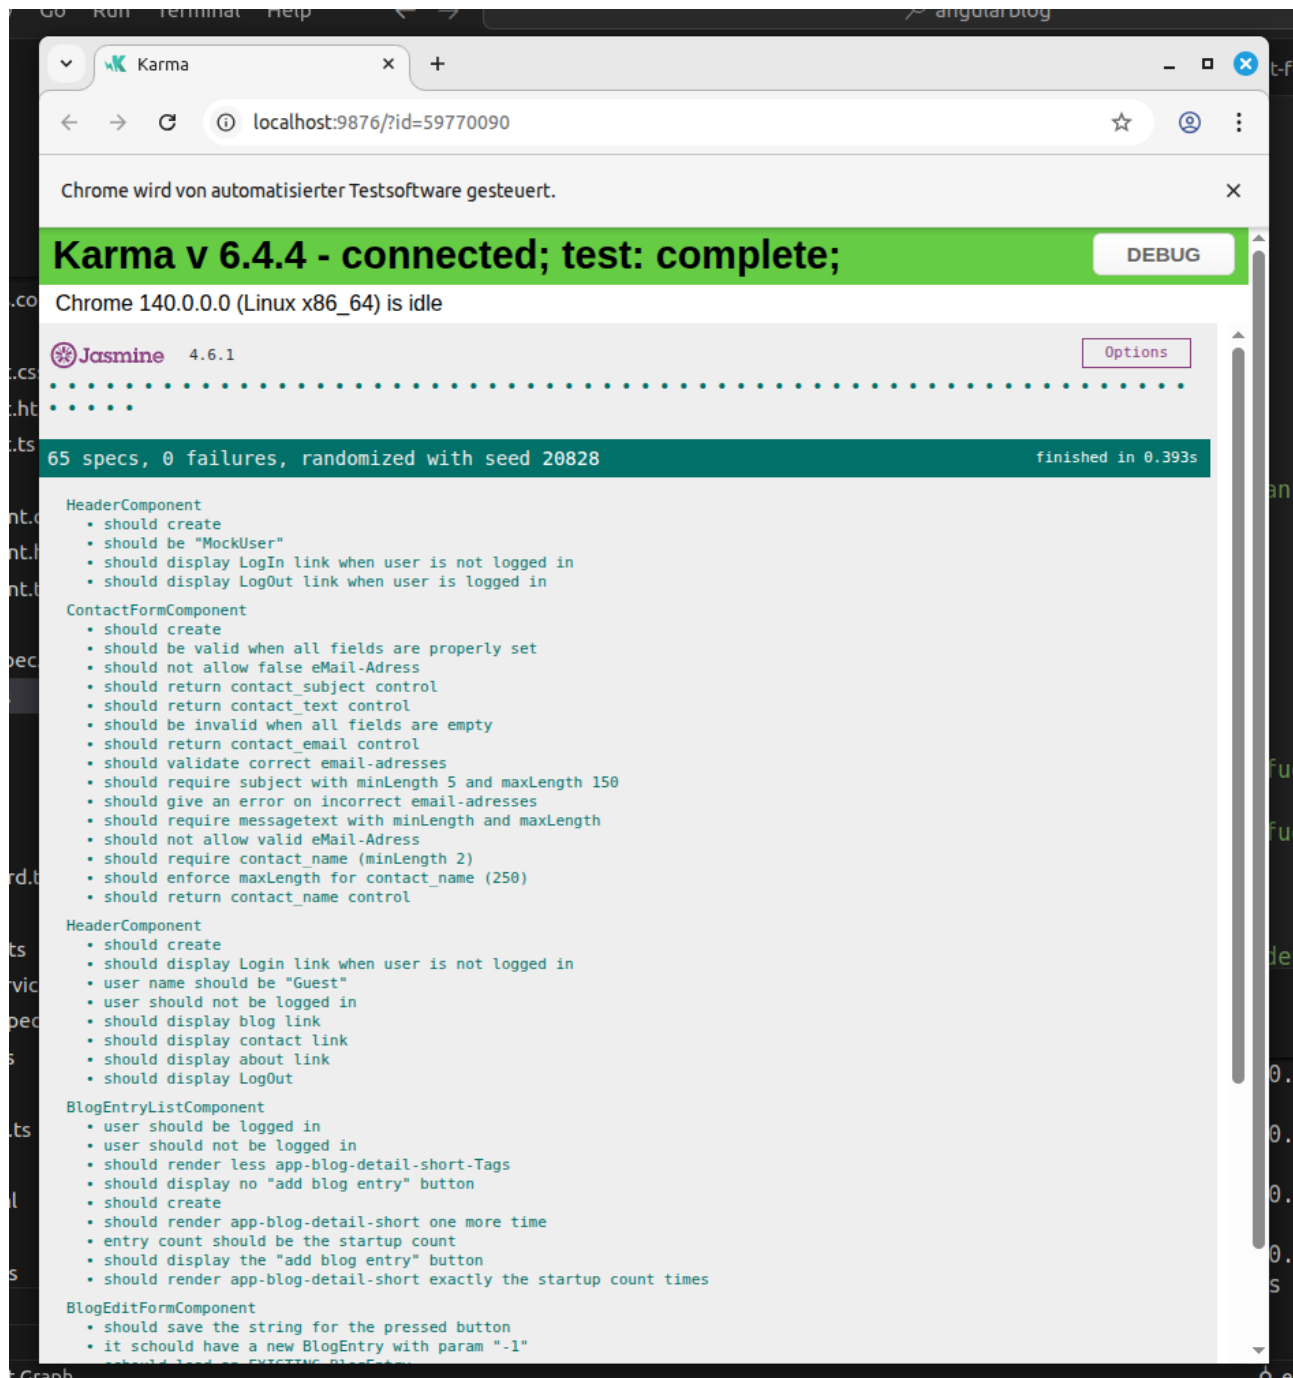 Go Run Terminal Help
angularblog
Karma
localhost:9876/?id=59770090
Chrome wird von automatisierter Testsoftware gesteuert.
Karma v 6.4.4 - connected; test: complete;
DEBUG
Chrome 140.0.0.0 (Linux x86_64) is idle
Jasmine 4.6.1
Options
65 specs, 0 failures, randomized with seed 20828
finished in 0.393s
HeaderComponent
• should create
• should be "MockUser"
• should display LogIn link when user is not logged in
• should display LogOut link when user is logged in
ContactFormComponent
• should create
• should be valid when all fields are properly set
• should not allow false eMail-Adress
• should return contact_subject control
• should return contact_text control
• should be invalid when all fields are empty
• should return contact_email control
• should validate correct email-adresses
• should require subject with minLength 5 and maxLength 150
• should give an error on incorrect email-adresses
• should require messagetext with minLength and maxLength
• should not allow valid eMail-Adress
• should require contact_name (minLength 2)
• should enforce maxLength for contact_name (250)
• should return contact_name control
HeaderComponent
• should create
• should display Login link when user is not logged in
• user name should be "Guest"
• user should not be logged in
• should display blog link
• should display contact link
• should display about link
• should display LogOut
BlogEntryListComponent
• user should be logged in
• user should not be logged in
• should render less app-blog-detail-short-Tags
• should display no "add blog entry" button
• should create
• should render app-blog-detail-short one more time
• entry count should be the startup count
• should display the "add blog entry" button
• should render app-blog-detail-short exactly the startup count times
BlogEditFormComponent
• should save the string for the pressed button
• it schould have a new BlogEntry with param "-1"